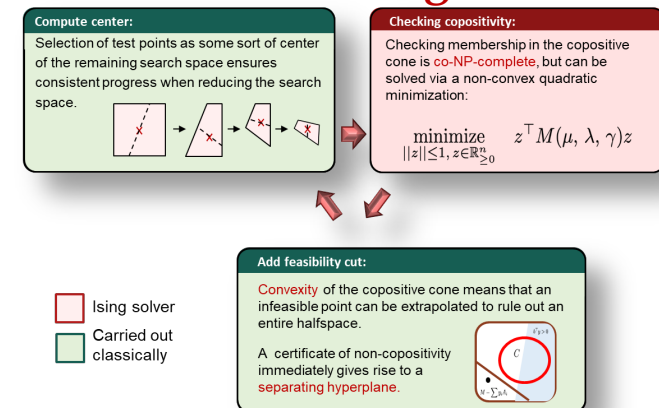 Compute center:
Selection of test points as some sort of center
of the remaining search space ensures
consistent progress when reducing the search
space.
Checking copositivity:
Checking membership in the copositive
cone is co-NP-complete, but can be
solved via a non-convex quadratic
minimization:
minimize z⊤M(μ, λ, γ)z
||z||≤1, z∈ℝⁿ≥0
Add feasibility cut:
Convexity of the copositive cone means that an
infeasible point can be extrapolated to rule out an
entire halfspace.
A certificate of non-copositivity
immediately gives rise to a
separating hyperplane.
C
Ising solver
Carried out
classically